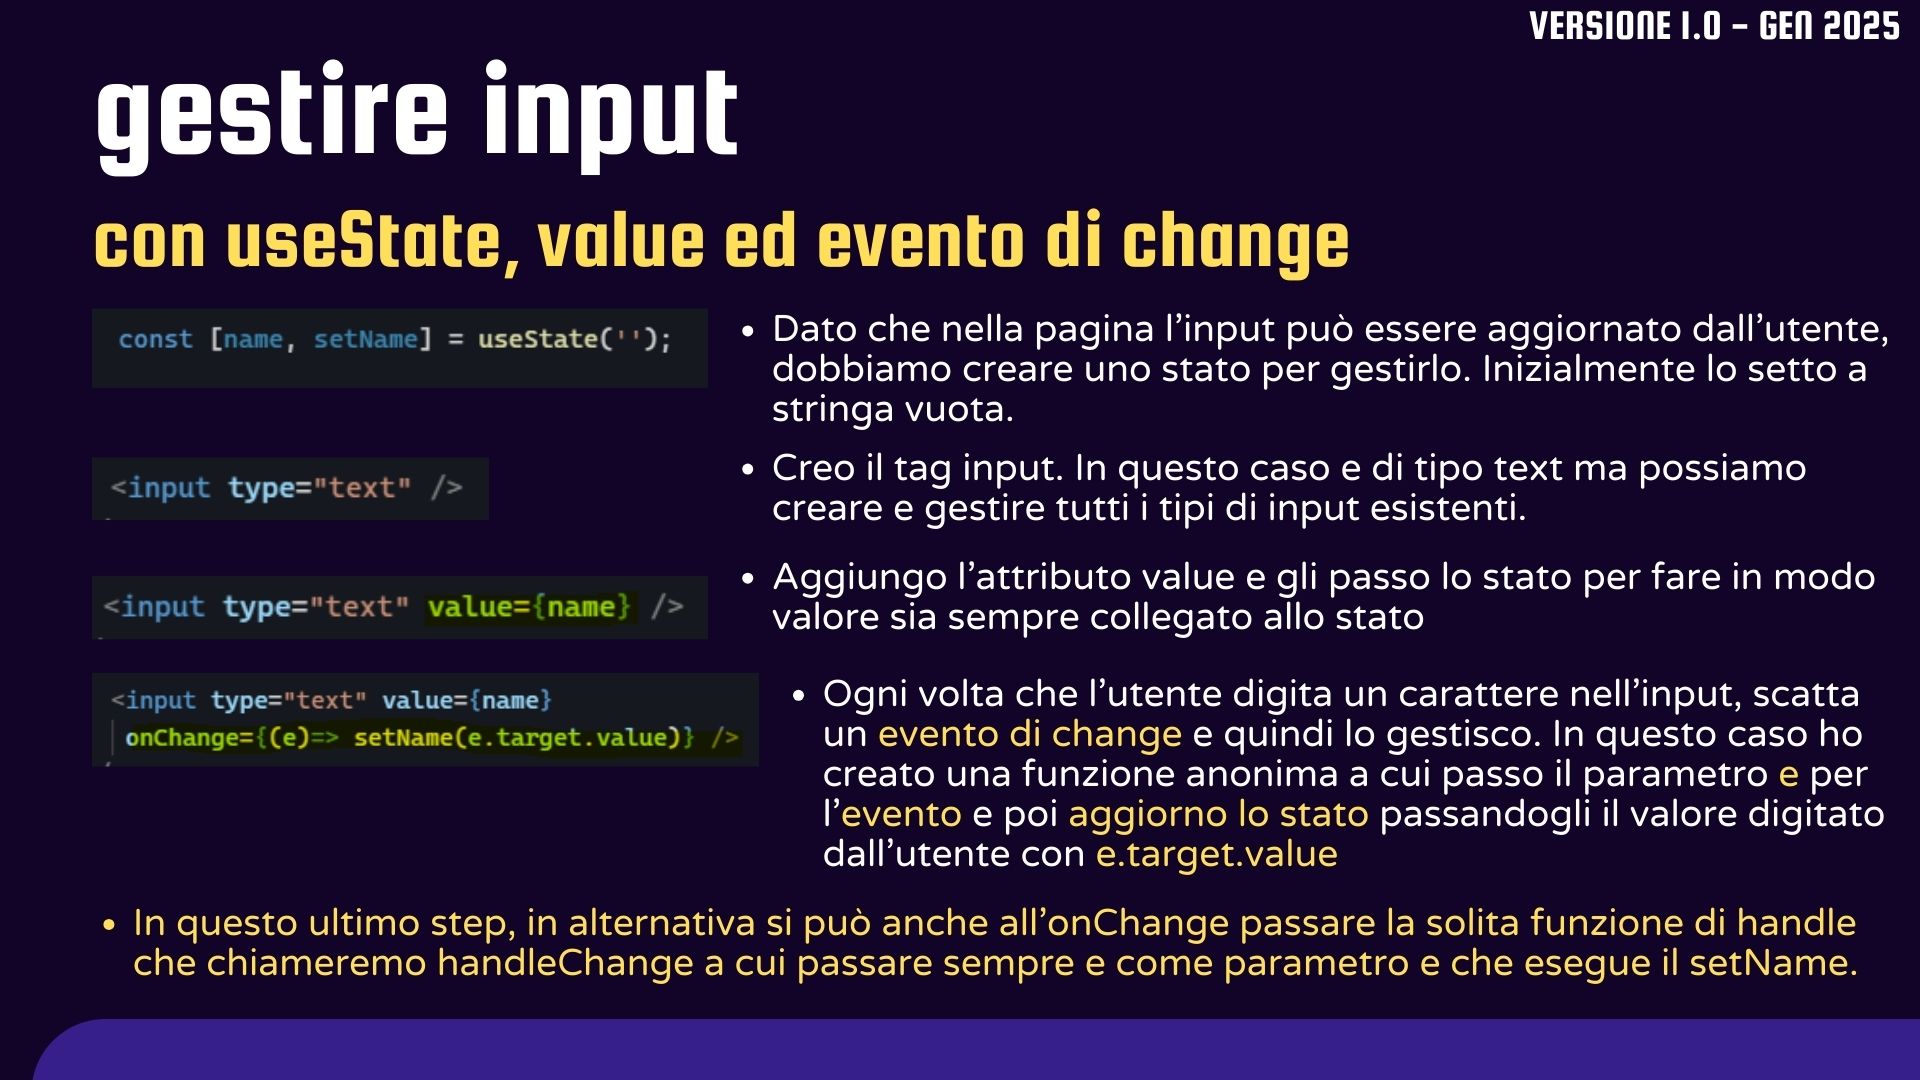 VERSIONE 1.0 - GEN 2025
gestire input
con useState, value ed evento di change
const [name, setName] = useState('');
• Dato che nella pagina l'input può essere aggiornato dall'utente,
dobbiamo creare uno stato per gestirlo. Inizialmente lo setto a
stringa vuota.
<input type="text" />
• Creo il tag input. In questo caso e di tipo text ma possiamo
creare e gestire tutti i tipi di input esistenti.
<input type="text" value={name} />
• Aggiungo l'attributo value e gli passo lo stato per fare in modo
valore sia sempre collegato allo stato
<input type="text" value={name}
onChange={(e)=> setName(e.target.value)} />
• Ogni volta che l'utente digita un carattere nell'input, scatta
un evento di change e quindi lo gestisco. In questo caso ho
creato una funzione anonima a cui passo il parametro e per
l'evento e poi aggiorno lo stato passandogli il valore digitato
dall'utente con e.target.value
• In questo ultimo step, in alternativa si può anche all'onChange passare la solita funzione di handle
che chiameremo handleChange a cui passare sempre e come parametro e che esegue il setName.